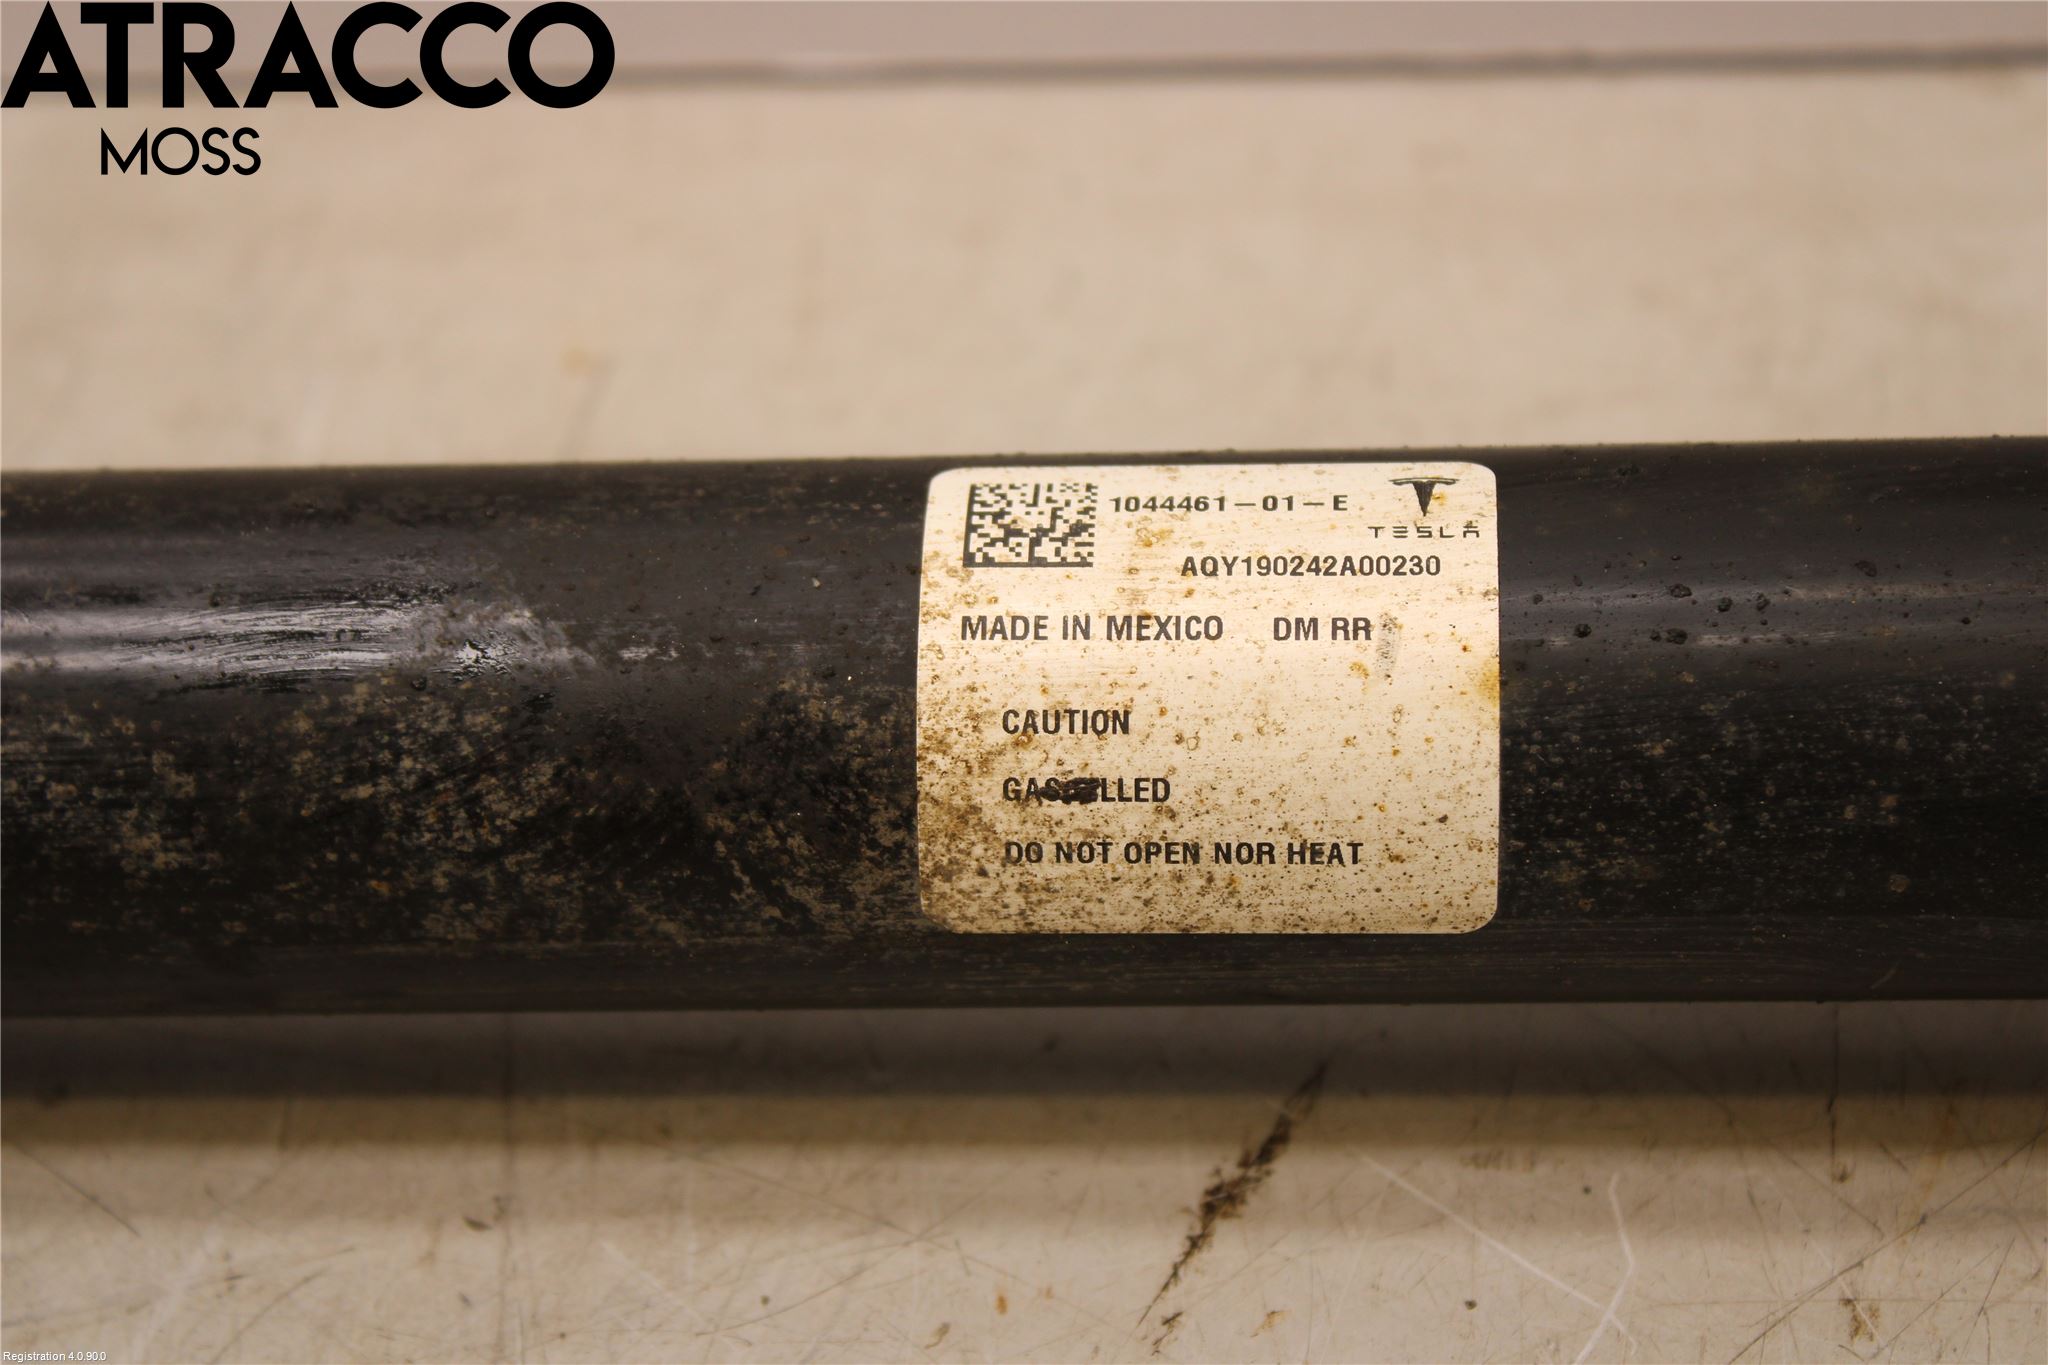 ATRACCO
MOSS
1044461-01-E
TESLA
AQY190242A00230
MADE IN MEXICO DM RR
CAUTION
DO NOT OPEN NOR HEAT
Registration 4.0.90.0